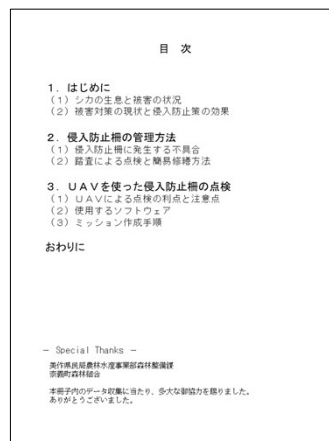 目 次
1．はじめに
（1）シカの生息と被害の状況
（2）被害対策の現状と侵入防止策の効果
2．侵入防止柵の管理方法
（1）侵入防止柵に発生する不具合
（2）踏査による点検と簡易修繕方法
3．UAVを使った侵入防止柵の点検
（1）UAVによる点検の利点と注意点
（2）使用するソフトウェア
（3）ミッション作成手順
おわりに
－ Special Thanks －
美作県民局農林水産事業部森林整備課
奈義町森林組合
本冊子内のデータ収集に当たり、多大な御協力を賜りました。
ありがとうございました。